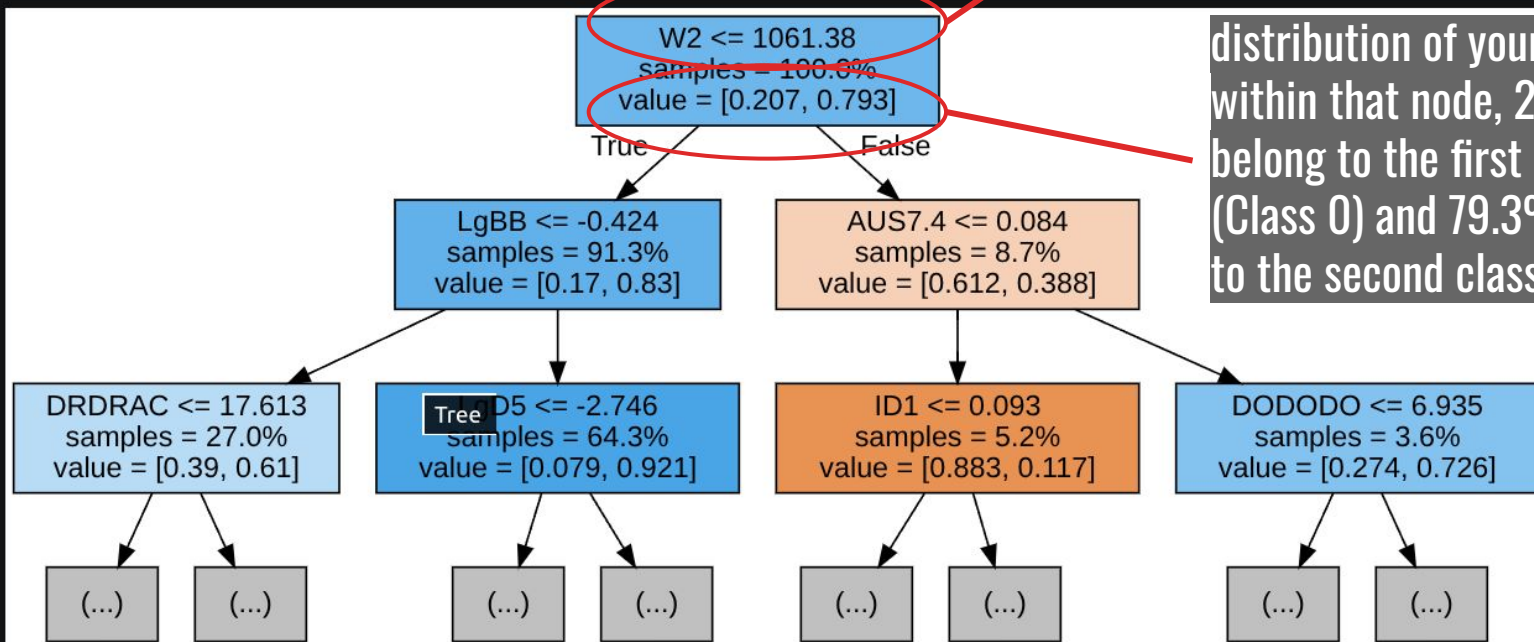 W2 <= 1061.38
samples = 100.0%
value = [0.207, 0.793]
True
False
distribution of your
within that node, 2
belong to the first
(Class 0) and 79.3%
to the second class
LgBB <= -0.424
samples = 91.3%
value = [0.17, 0.83]
AUS7.4 <= 0.084
samples = 8.7%
value = [0.612, 0.388]
DRDRAC <= 17.613
samples = 27.0%
value = [0.39, 0.61]
Tree
LgD5 <= -2.746
samples = 64.3%
value = [0.079, 0.921]
ID1 <= 0.093
samples = 5.2%
value = [0.883, 0.117]
DODODO <= 6.935
samples = 3.6%
value = [0.274, 0.726]
(...)
(...)
(...)
(...)
(...)
(...)
(...)
(...)